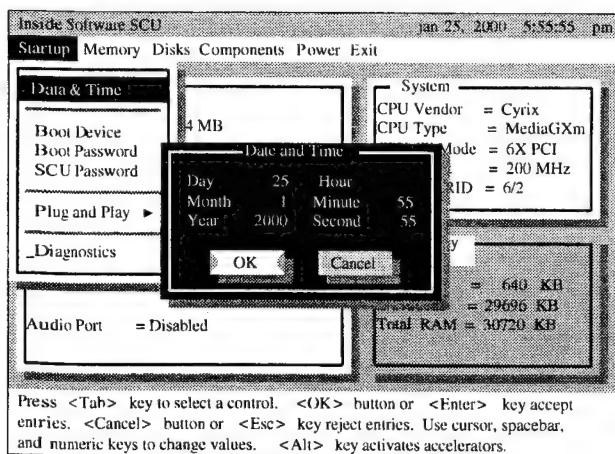 Inside Software SCU jan 25, 2000 5:55:55 pm
Startup Memory Disks Components Power Exit
Data & Time
Boot Device
Boot Password
SCU Password
Plug and Play ►
_Diagnostics
4 MB
Audio Port = Disabled
System
CPU Vendor = Cyrix
CPU Type = MediaGXm
Mode = 6X PCI
= 200 MHz
RID = 6/2
Date and Time
Day 25 Hour
Month 1 Minute 55
Year 2000 Second 55
OK Cancel
y
= 640 KB
= 29696 KB
Total RAM = 30720 KB
Press <Tab> key to select a control. <OK> button or <Enter> key accept
entries. <Cancel> button or <Esc> key reject entries. Use cursor, spacebar,
and numeric keys to change values. <Alt> key activates accelerators.